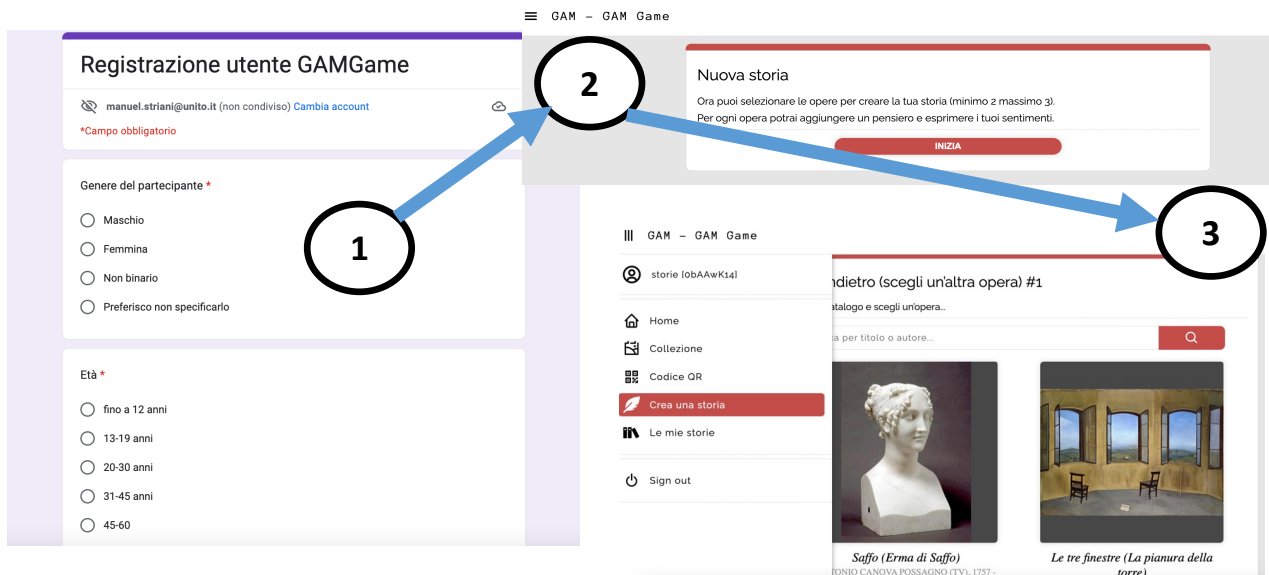 Registrazione utente GAMGame
manuel.striani@unito.it (non condiviso) Cambia account
*Campo obbligatorio
Genere del partecipante *
Maschio
Femmina
Non binario
Preferisco non specificarlo
Età *
fino a 12 anni
13-19 anni
20-30 anni
31-45 anni
45-60
1
GAM – GAM Game
2
Nuova storia
Ora puoi selezionare le opere per creare la tua storia (minimo 2 massimo 3).
Per ogni opera potrai aggiungere un pensiero e esprimere i tuoi sentimenti.
INIZIA
3
GAM – GAM Game
storie [obAAwK14]
Home
Collezione
Codice QR
Crea una storia
Le mie storie
Sign out
ndietro (scegli un'altra opera) #1
atalogo e scegli un'opera...
a per titolo o autore...
Saffo (Erma di Saffo)
TONIO CANOVA POSSAGNO (TV), 1757 -
Le tre finestre (La pianura della
torre)